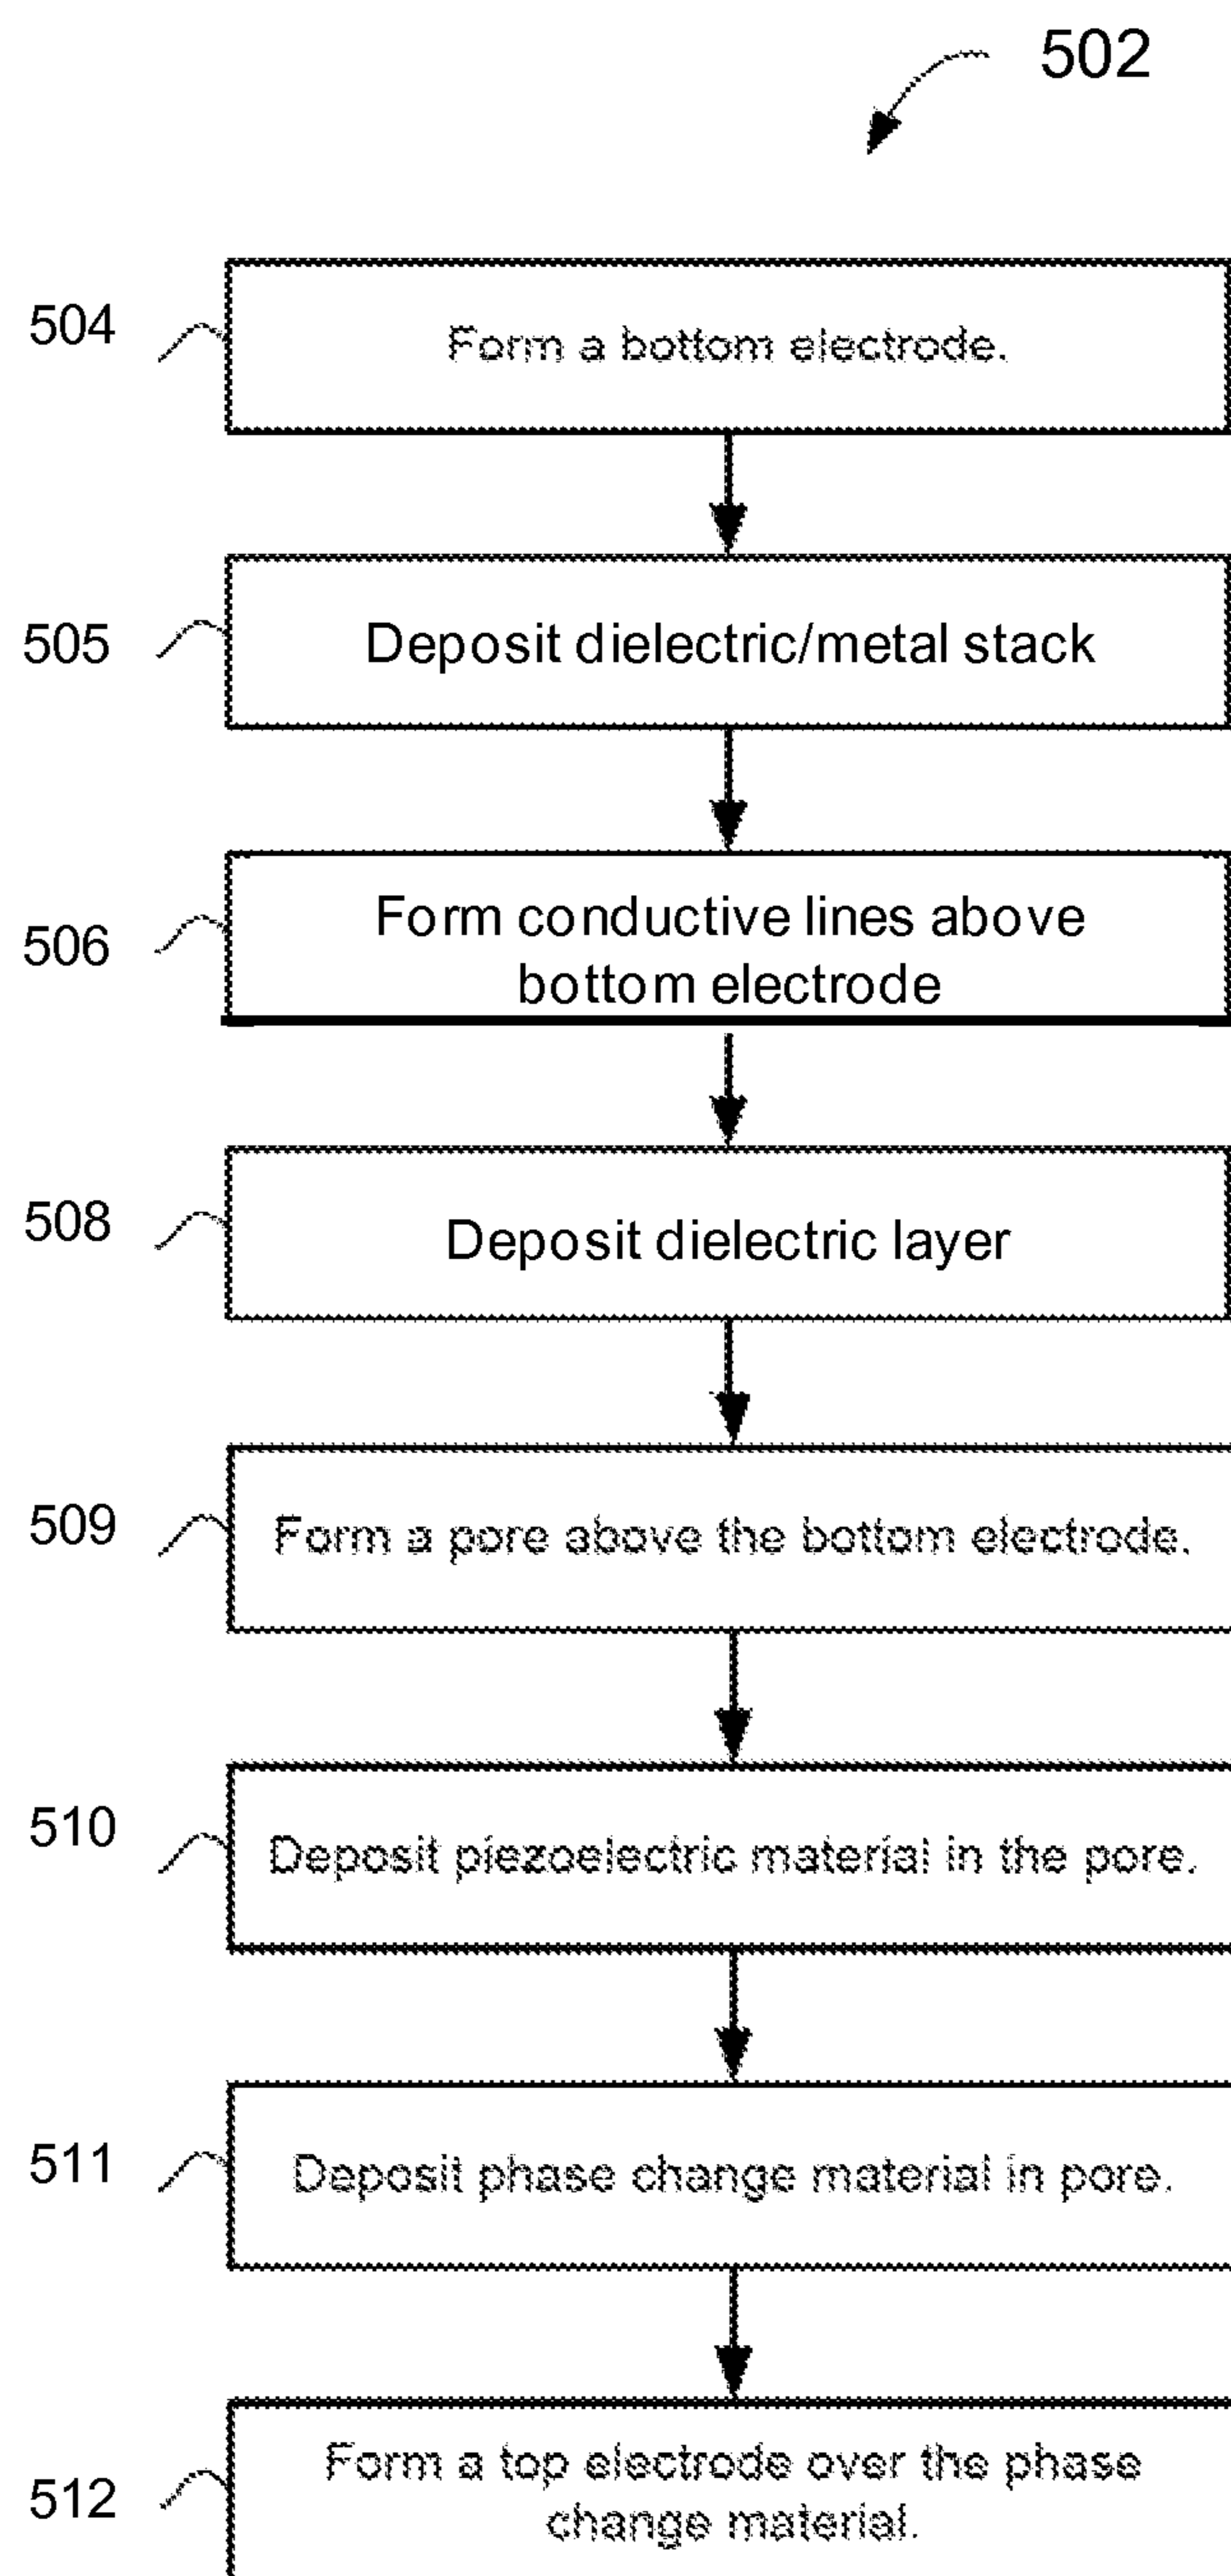 502
504
Form a bottom electrode.
505
Deposit dielectric/metal stack
506
Form conductive lines above
bottom electrode
508
Deposit dielectric layer
509
Form a pore above the bottom electrode.
510
Deposit piezoelectric material in the pore.
511
Deposit phase change material in pore.
512
Form a top electrode over the phase
change material.